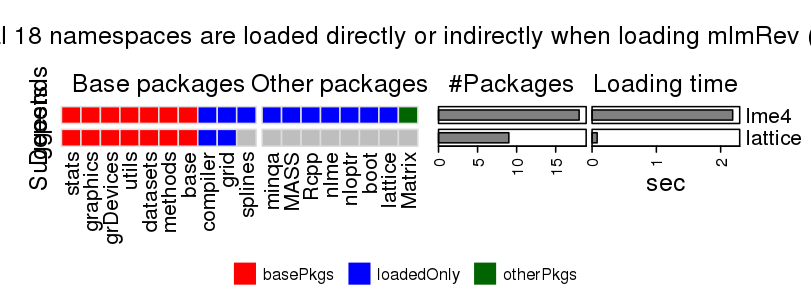 l 18 namespaces are loaded directly or indirectly when loading mlmRev (
Base packages Other packages #Packages Loading time
Depends
lme4
lattice
stats
graphics
grDevices
utils
datasets
methods
base
compiler
grid
splines
minqa
MASS
Rcpp
nlme
nloptr
boot
lattice
Matrix
0 5 10 15
0 1 2
sec
basePkgs loadedOnly otherPkgs